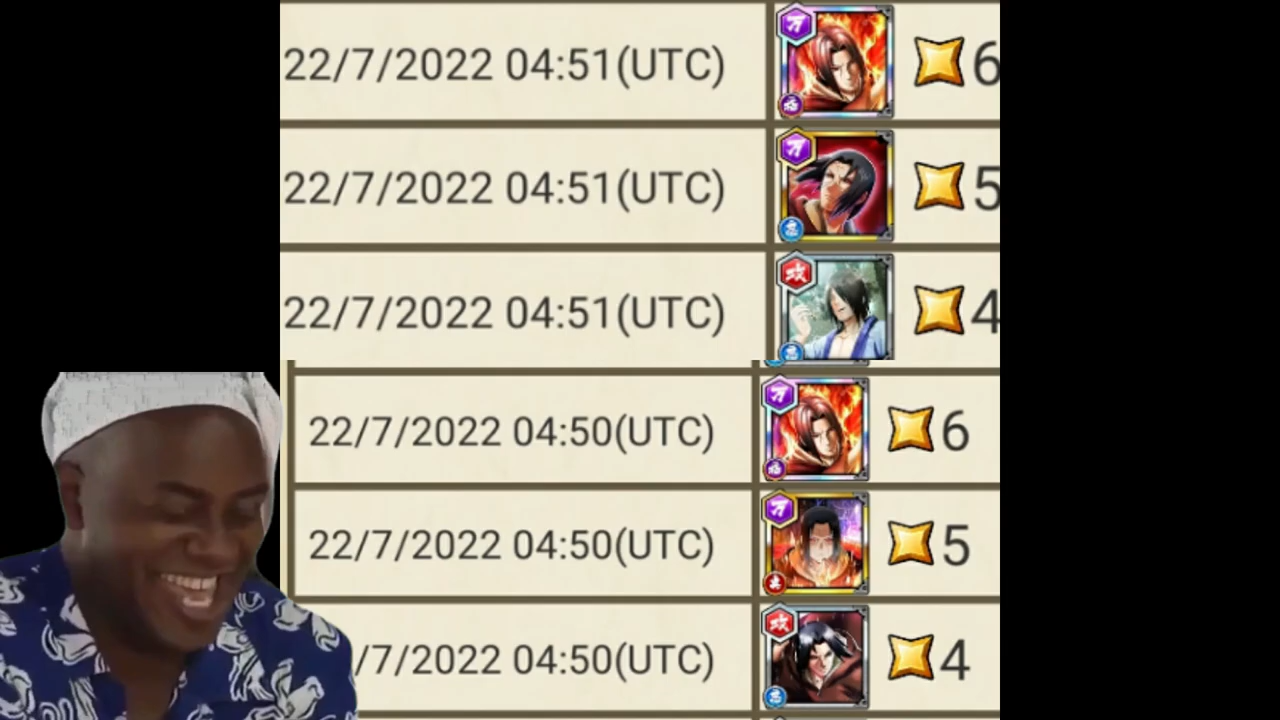 22/7/2022 04:51(UTC) 6
22/7/2022 04:51(UTC) 5
攻
22/7/2022 04:51(UTC) 4
22/7/2022 04:50(UTC) 6
22/7/2022 04:50(UTC) 5
攻
/7/2022 04:50(UTC) 4